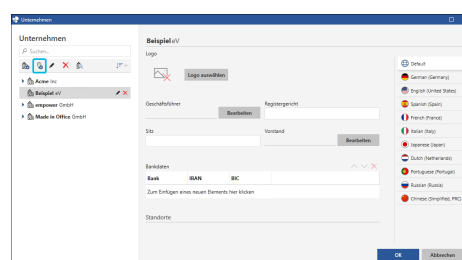 Unternehmen
Unternehmen
Suchen...
Acme Inc
Beispiel eV
empower GmbH
Made in Office GmbH
Beispiel eV
Logo
Logo auswählen
Geschäftsführer
Registergericht
Bearbeiten
Sitz
Vorstand
Bearbeiten
Bankdaten
Bank IBAN BIC
Zum Einfügen eines neuen Elements hier klicken
Standorte
Default
German (Germany)
English (United States)
Spanish (Spain)
French (France)
Italian (Italy)
Japanese (Japan)
Dutch (Netherlands)
Portuguese (Portugal)
Russian (Russia)
Chinese (Simplified, PRC)
OK Abbrechen